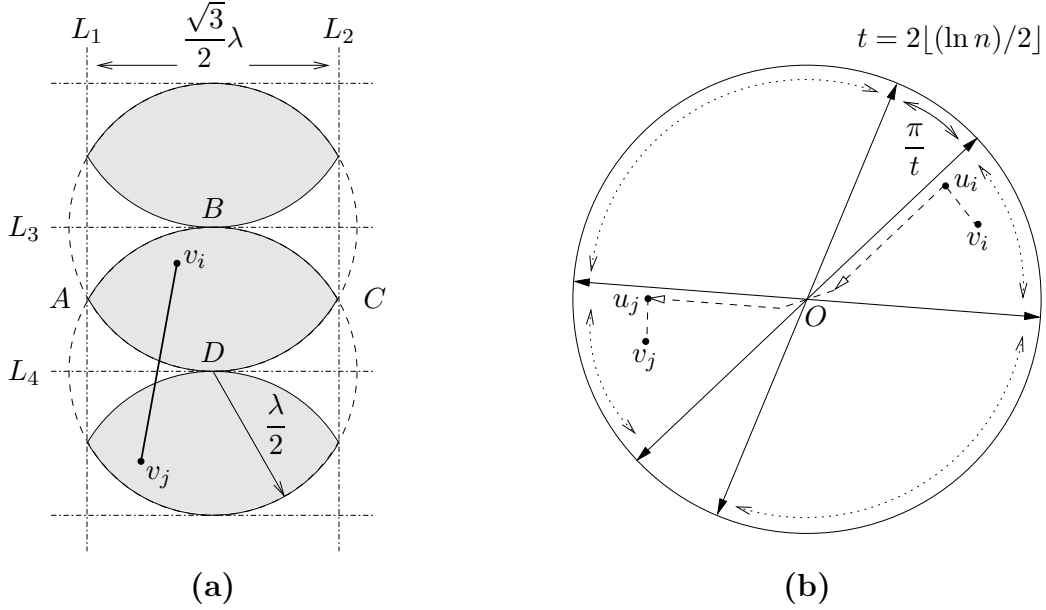 L₁
√3/2 λ
L₂
t = 2⌊(ln n)/2⌋
π/t
L₃
B
v_i
A
C
L₄
D
λ/2
v_j
u_i
v_i
u_j
O
v_j
(a)
(b)